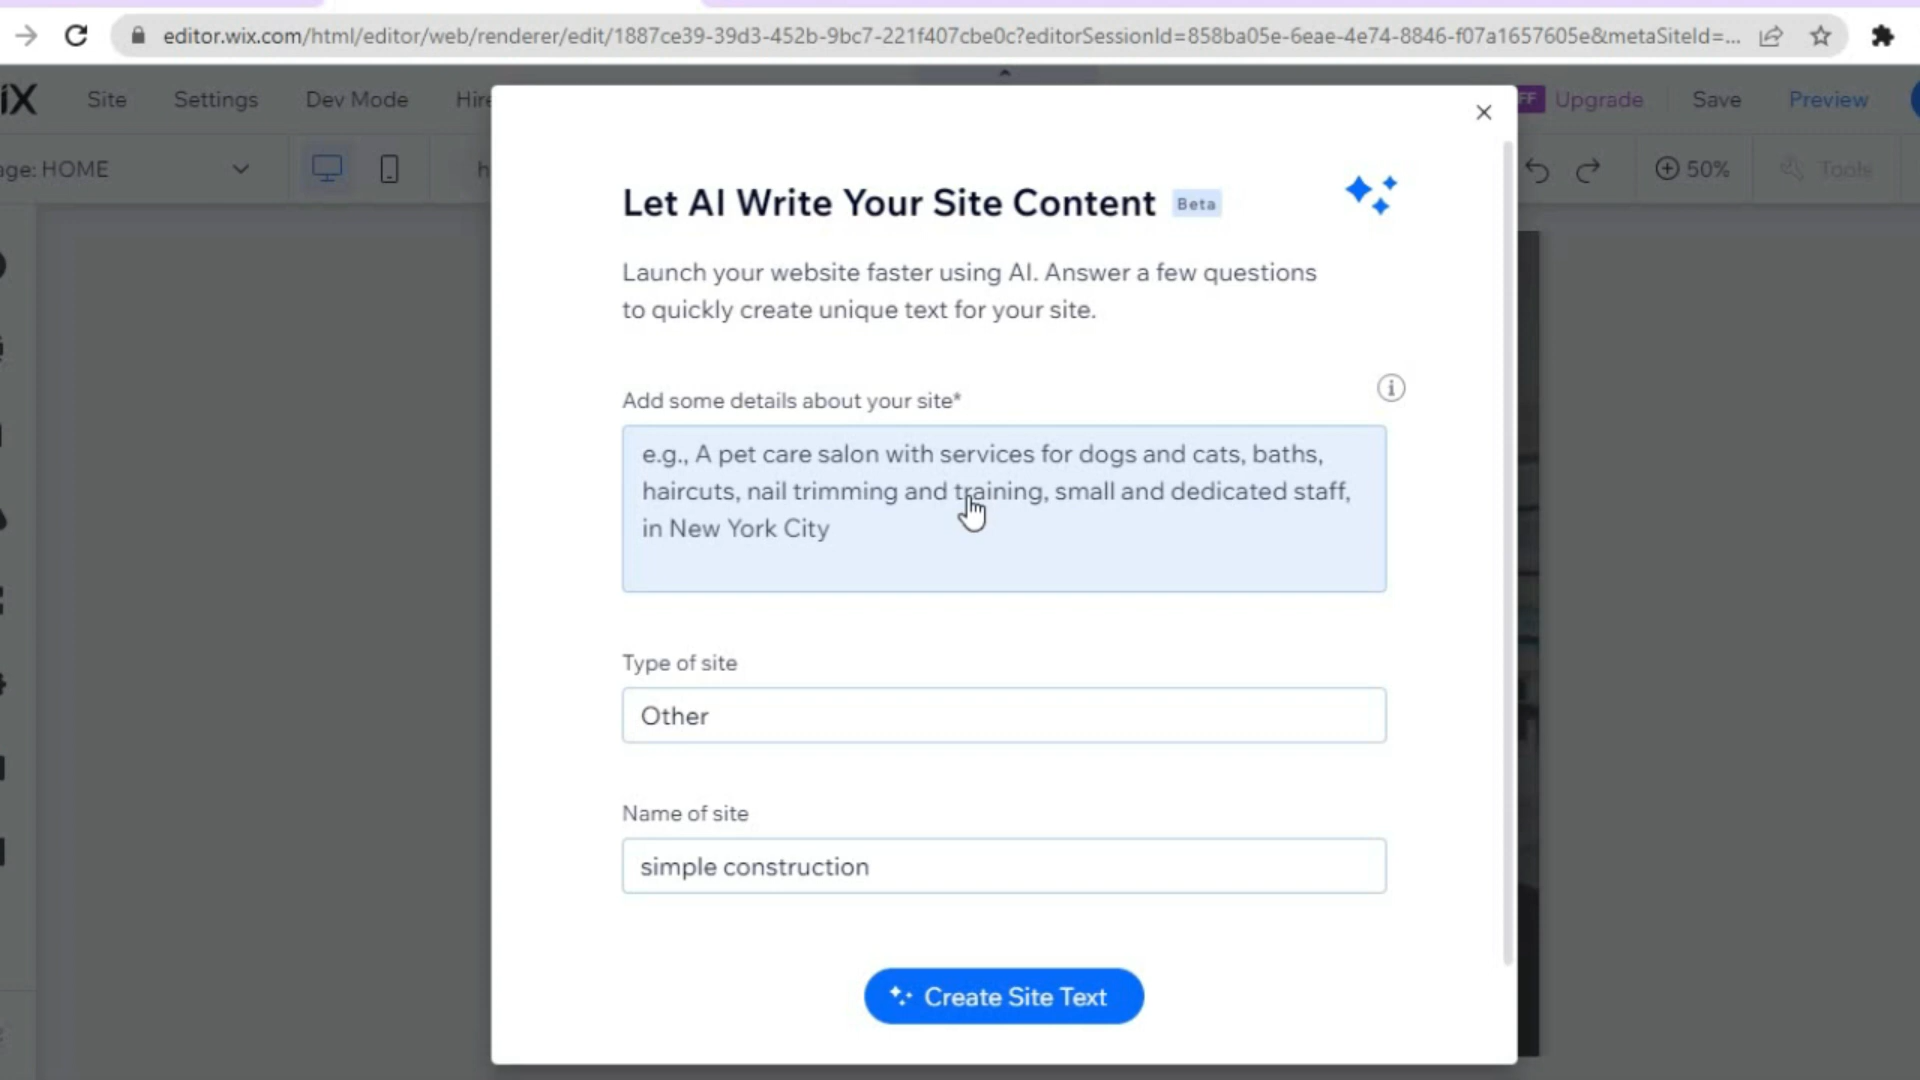 editor.wix.com/html/editor/web/renderer/edit/1887ce39-39d3-452b-9bc7-221f407cbe0c?editorSessionId=858ba05e-6eae-4e74-8846-f07a1657605e&metaSiteId=...
iX Site Settings Dev Mode Hire FF Upgrade Save Preview
age: HOME h 50% Tools
Let AI Write Your Site Content Beta
Launch your website faster using AI. Answer a few questions
to quickly create unique text for your site.
Add some details about your site*
e.g., A pet care salon with services for dogs and cats, baths,
haircuts, nail trimming and training, small and dedicated staff,
in New York City
Type of site
Other
Name of site
simple construction
Create Site Text